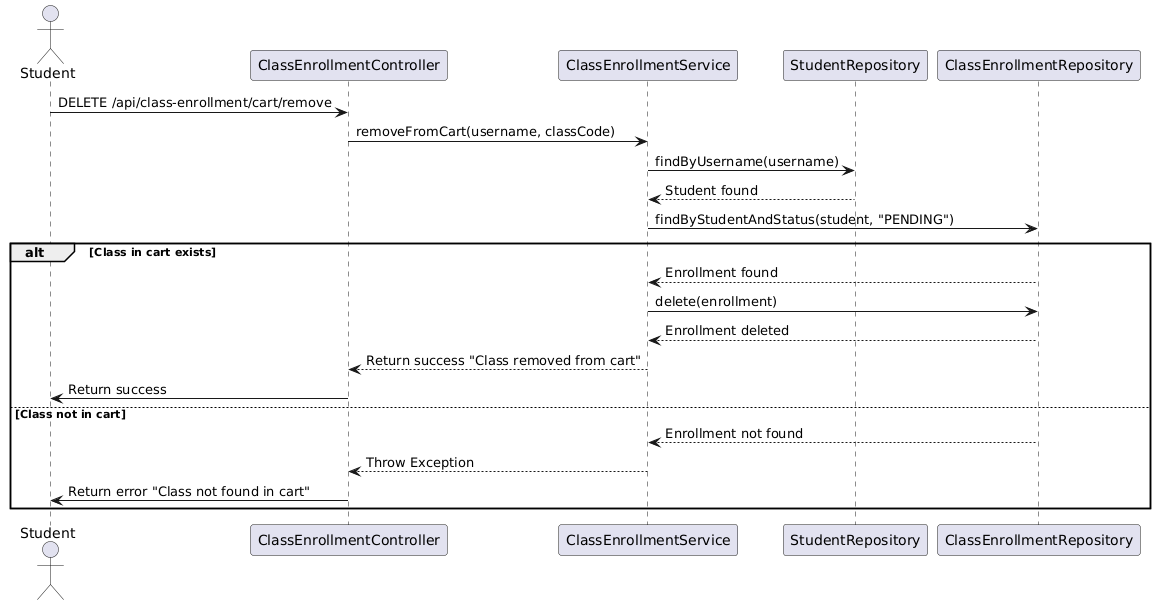 Student
ClassEnrollmentController
ClassEnrollmentService
StudentRepository
ClassEnrollmentRepository
DELETE /api/class-enrollment/cart/remove
removeFromCart(username, classCode)
findByUsername(username)
Student found
findByStudentAndStatus(student, "PENDING")
alt [Class in cart exists]
Enrollment found
delete(enrollment)
Enrollment deleted
Return success "Class removed from cart"
Return success
[Class not in cart]
Enrollment not found
Throw Exception
Return error "Class not found in cart"
Student
ClassEnrollmentController
ClassEnrollmentService
StudentRepository
ClassEnrollmentRepository